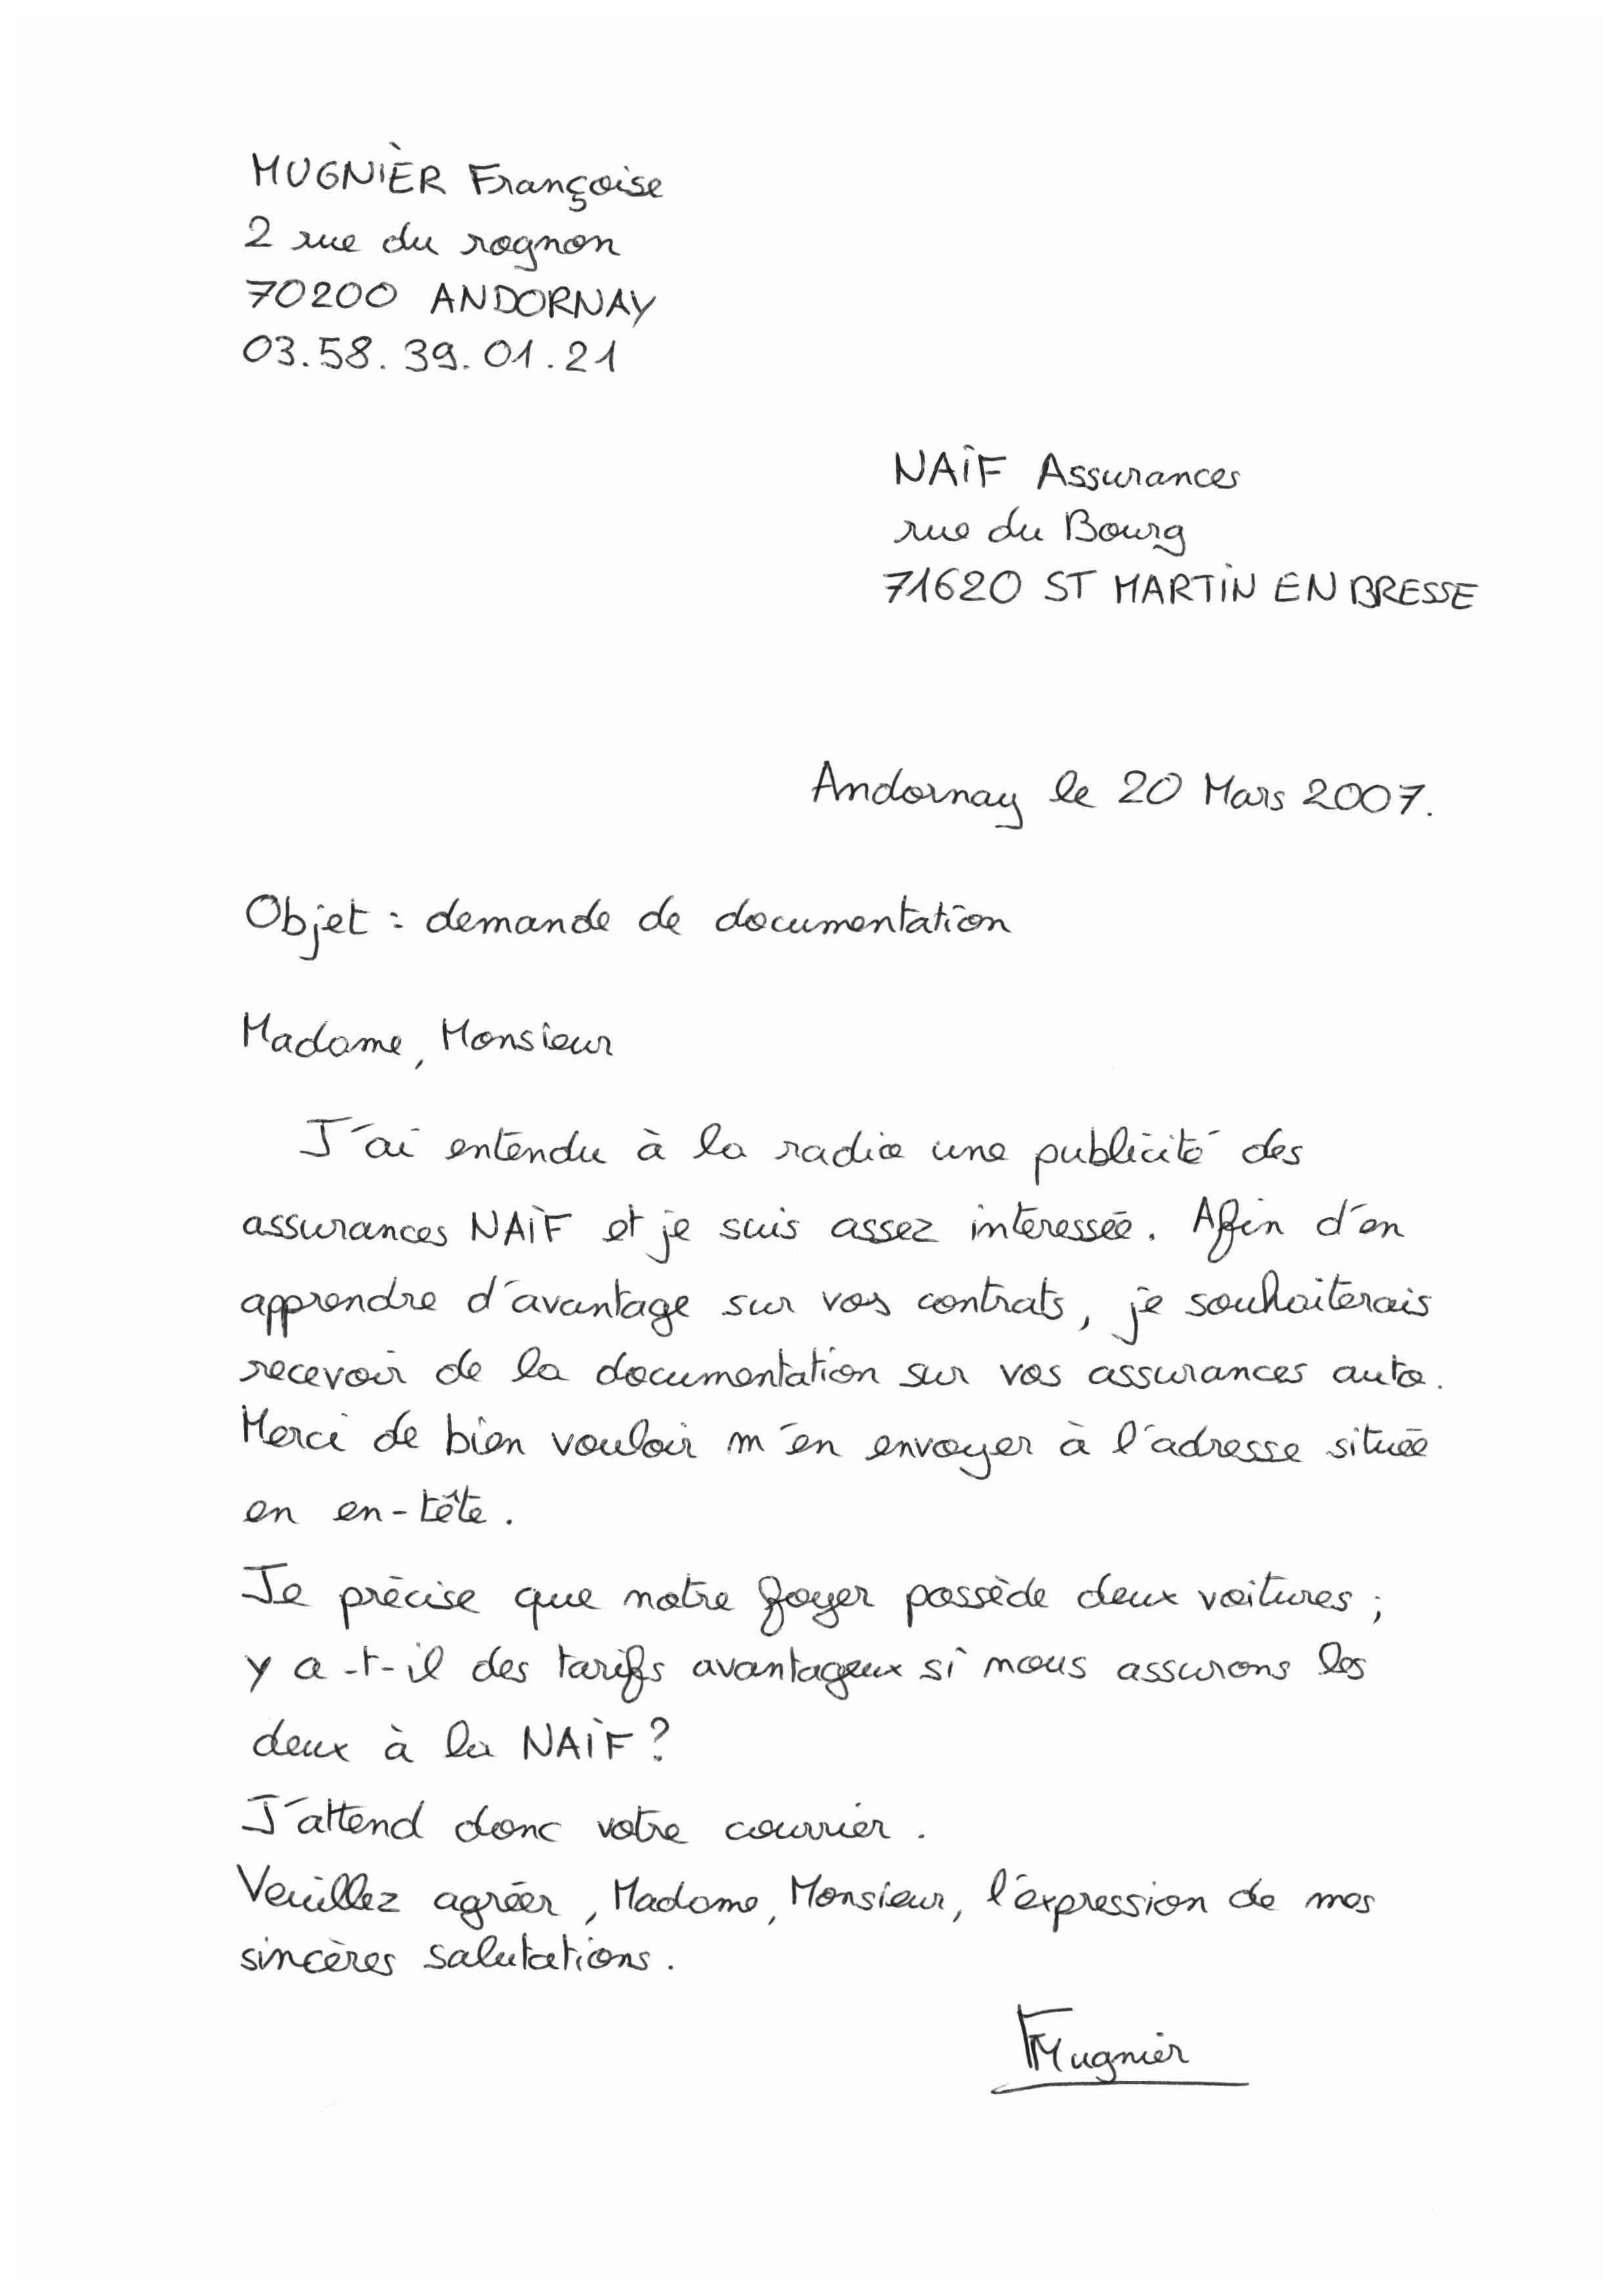 MUGNIÈR Françoise
2 rue du rognon
70200 ANDORNAY
03.58.39.01.21
NAÏF Assurances
rue du Bourg
71620 ST MARTIN EN BRESSE
Andornay le 20 Mars 2007.
Objet : demande de documentation
Madame, Monsieur
J'ai entendu à la radio une publicité des
assurances NAÏF et je suis assez intéressée. Afin d'en
apprendre d'avantage sur vos contrats, je souhaiterais
recevoir de la documentation sur vos assurances auto.
Merci de bien vouloir m'en envoyer à l'adresse située
en en-tête.
Je précise que notre foyer possède deux voitures ;
y a-t-il des tarifs avantageux si nous assurons les
deux à la NAÏF ?
J'attend donc votre courrier.
Veuillez agréer, Madame, Monsieur, l'expression de mes
sincères salutations.
FMugnier